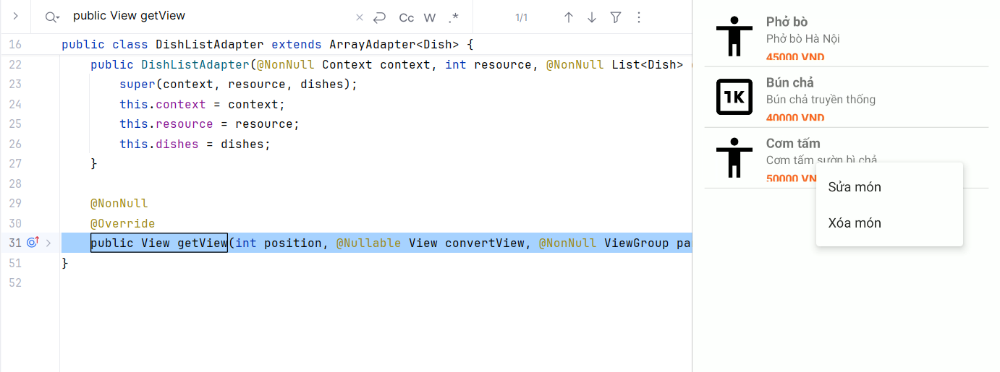 public View getView
Cc W .*
1/1
16 public class DishListAdapter extends ArrayAdapter<Dish> {
22 public DishListAdapter(@NonNull Context context, int resource, @NonNull List<Dish>
23 super(context, resource, dishes);
24 this.context = context;
25 this.resource = resource;
26 this.dishes = dishes;
27 }
28
29 @NonNull
30 @Override
31 public View getView(int position, @Nullable View convertView, @NonNull ViewGroup pa
51 }
52
Phở bò
Phở bò Hà Nội
45000 VND
1K
Bún chả
Bún chả truyền thống
40000 VND
Cơm tấm
Cơm tấm sườn bì chả
50000 VND
Sửa món
Xóa món